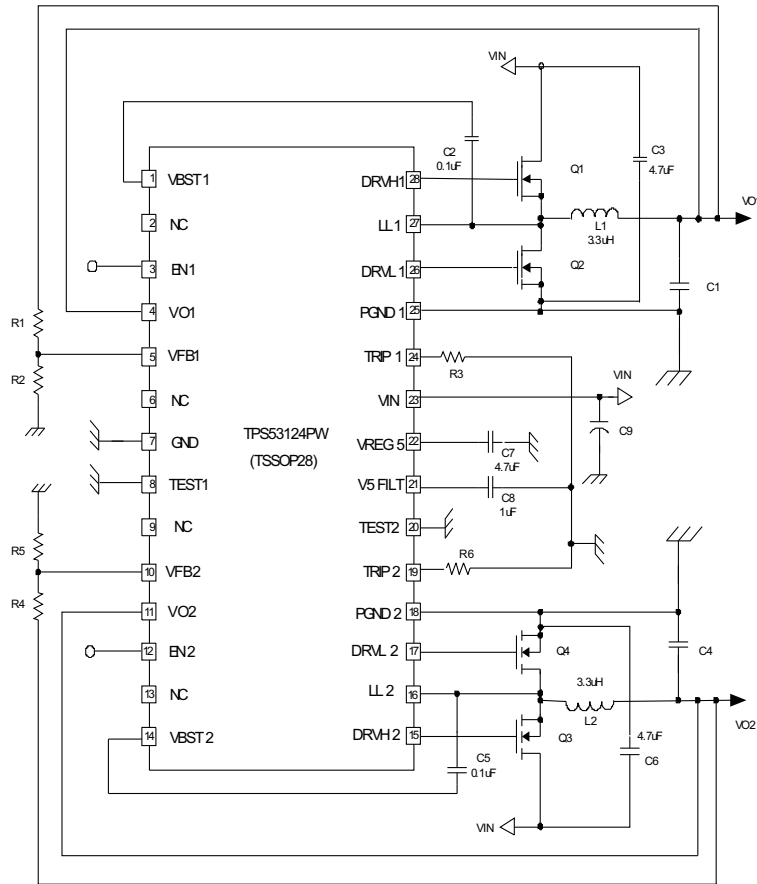 VIN
C2
0.1uF
Q1
C3
4.7uF
1 VBST1
DRVH1 28
2 NC
LL1 27
L1
3.3uH
3 EN1
DRVL1 26
Q2
C1
4 VO1
PGND1 25
R1
5 VFB1
TRIP1 24
R3
R2
6 NC
VIN 23
VIN
C9
TPS53124PW
(TSSOP28)
7 GND
VREG5 22
C7
4.7uF
8 TEST1
V5FILT 21
C8
1uF
9 NC
TEST2 20
R5
10 VFB2
TRIP2 19
R6
R4
11 VO2
PGND2 18
12 EN2
DRVL2 17
Q4
C4
3.3uH
13 NC
LL2 16
L2
VO2
14 VBST2
DRVH2 15
Q3
4.7uF
C6
C5
0.1uF
VIN